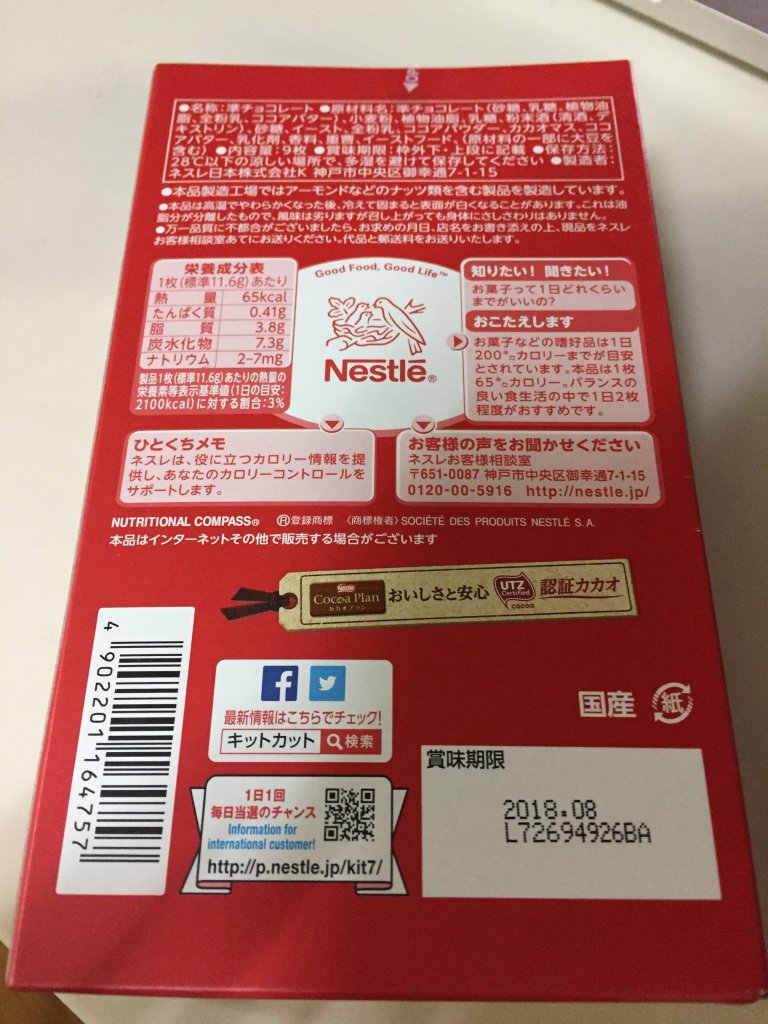 ●名称:準チョコレート ●原材料名:準チョコレート(砂糖、乳糖、植物油
脂、全粉乳、ココアバター)、小麦粉、植物油脂、乳糖、粉末酒(清酒、デ
キストリン)、砂糖、イースト、全粉乳、ココアパウダー、カカオマス、ココ
アバター、乳化剤、香料、重曹、イーストフード、(原材料の一部に大豆を
含む) ●内容量:9枚 ●賞味期限:枠外下・上段に記載 ●保存方法:
28℃以下の涼しい場所で、多湿を避けて保存してください ●製造者:
ネスレ日本株式会社K 神戸市中央区御幸通7-1-15
●本品製造工場ではアーモンドなどのナッツ類を含む製品を製造しています。
●本品は高温でやわらかくなった後、冷えて固まると表面が白くなることがあります。これは油
脂分が分離したもので、風味は劣りますが召し上がっても身体にさしさわりはありません。
●万一品質に不都合がございましたら、お求めの月日、店名をお書き添えの上、現品をネスレ
お客様相談室あてにお送りください。代品と郵送料をお送りいたします。
栄養成分表
1枚(標準11.6g)あたり
熱量 65kcal
たんぱく質 0.41g
脂質 3.8g
炭水化物 7.3g
ナトリウム 2-7mg
製品1枚(標準11.6g)あたりの熱量の
栄養素等表示基準値(1日の目安:
2100kcal)に対する割合:3%
Good Food, Good Life™
Nestlé®
知りたい! 聞きたい!
お菓子って1日どれくらい
までがいいの?
おこたえします
お菓子などの嗜好品は1日
200キロカロリーまでが目安
とされています。本品は1枚
65キロカロリー。バランスの
良い食生活の中で1日2枚
程度がおすすめです。
ひとくちメモ
ネスレは、役に立つカロリー情報を提
供し、あなたのカロリーコントロールを
サポートします。
お客様の声をお聞かせください
ネスレお客様相談室
〒651-0087 神戸市中央区御幸通7-1-15
0120-00-5916 http://nestle.jp/
NUTRITIONAL COMPASS® Ⓡ登録商標 〈商標権者〉SOCIÉTÉ DES PRODUITS NESTLÉ S.A.
本品はインターネットその他で販売する場合がございます
Nestlé
Cocoa Plan
カカオプラン
おいしさと安心
UTZ
Certified
cocoa
認証カカオ
4 902201 164757
f
最新情報はこちらでチェック!
キットカット 検索
国産
紙
1日1回
毎日当選のチャンス
Information for
international customer!
http://p.nestle.jp/kit7/
賞味期限
2018.08
L72694926BA